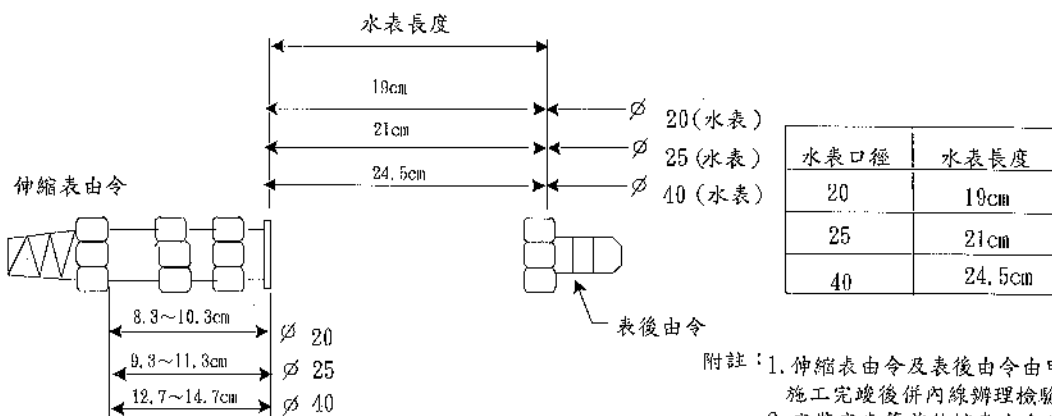 水表長度
19cm
20(水表)
21cm
25(水表)
24.5cm
40(水表)
伸縮表由令
水表口徑 水表長度
20 19cm
25 21cm
40 24.5cm
8.3~10.3cm
Ø 20
9.3~11.3cm
Ø 25
12.7~14.7cm
Ø 40
表後由令
附註：1.伸縮表由令及表後由令由
施工完竣後併內線辦理檢驗